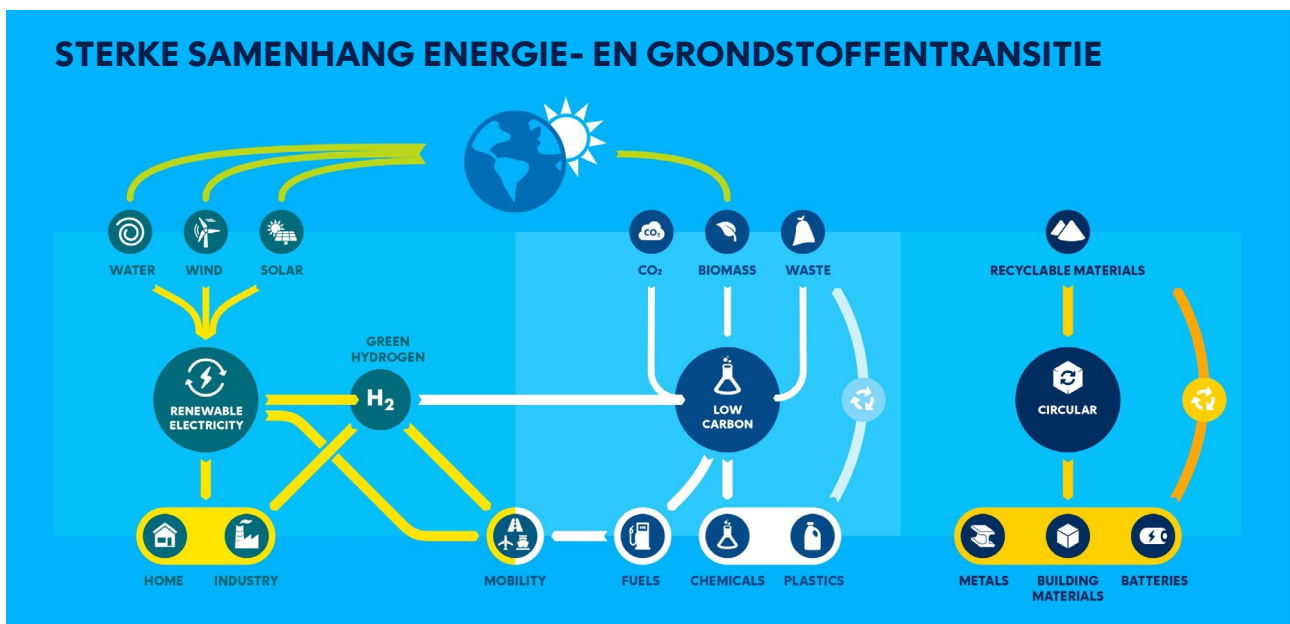 STERKE SAMENHANG ENERGIE- EN GRONDSTOFFENTRANSITIE
CO₂
WATER
WIND
SOLAR
CO₂
BIOMASS
WASTE
RECYCLABLE MATERIALS
GREEN
HYDROGEN
H₂
RENEWABLE
ELECTRICITY
LOW
CARBON
CIRCULAR
HOME
INDUSTRY
MOBILITY
FUELS
CHEMICALS
PLASTICS
METALS
BUILDING
MATERIALS
BATTERIES